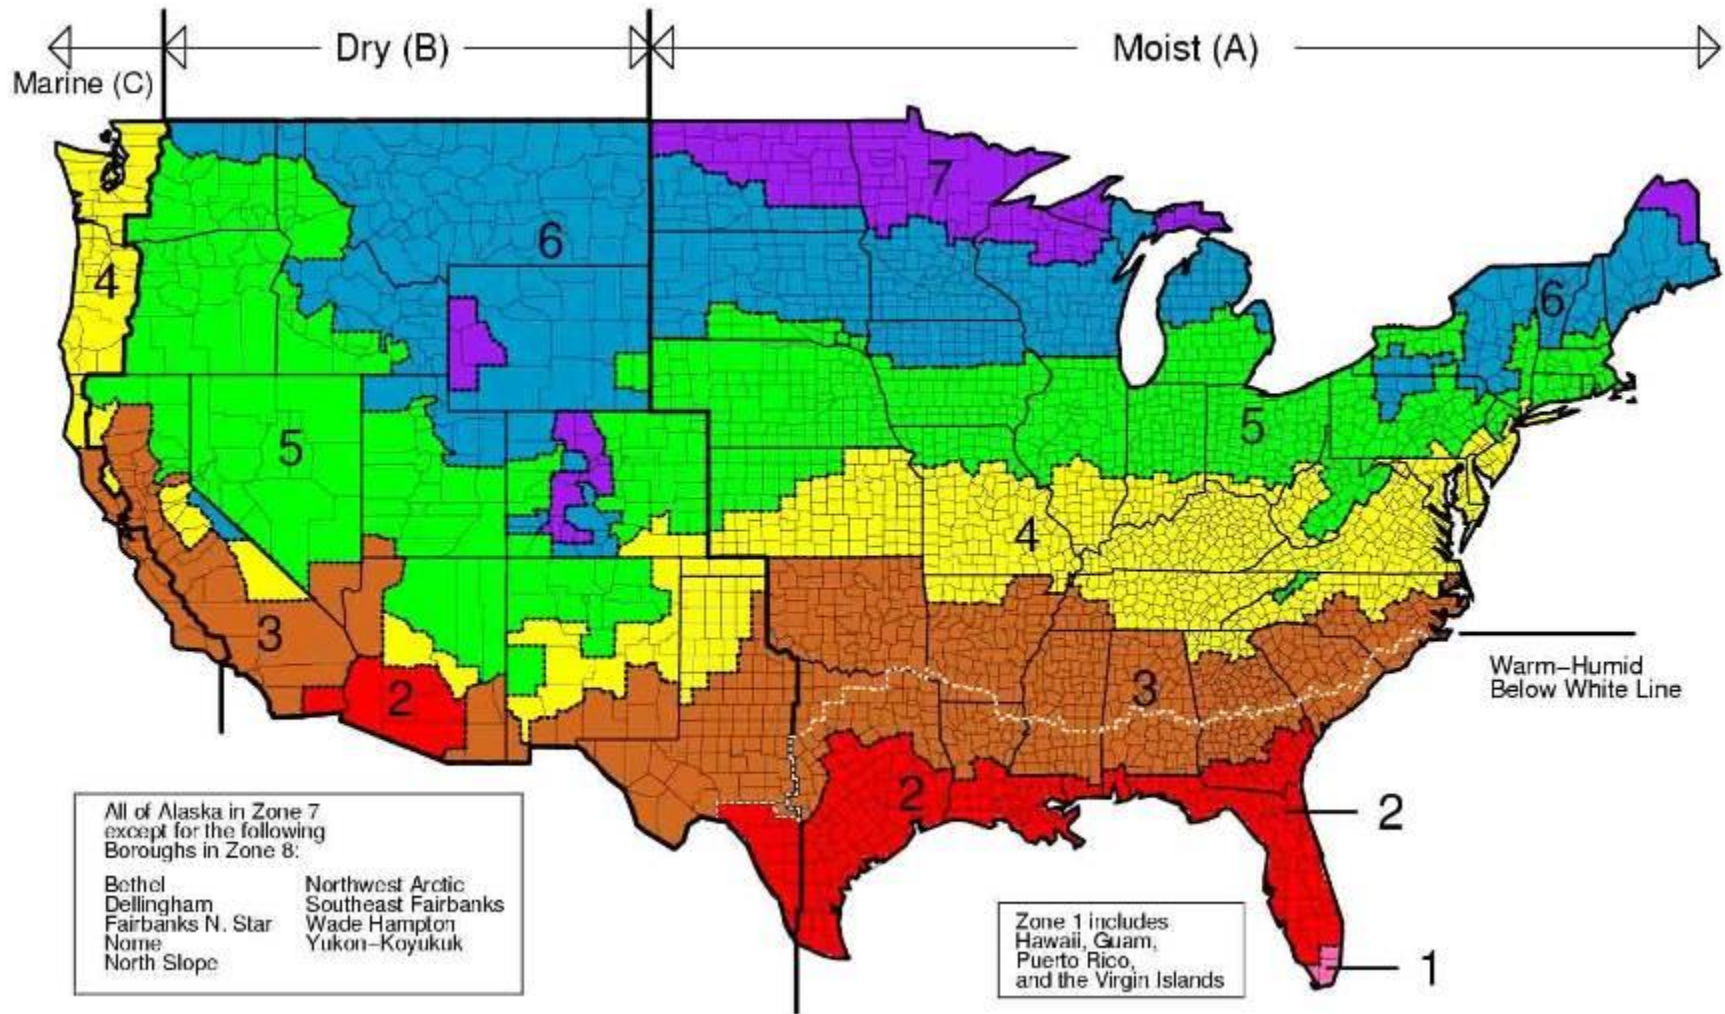 Marine (C)
Dry (B)
Moist (A)
7
6
4
6
5
5
4
3
3
2
2
2
1
Warm–Humid
Below White Line
All of Alaska in Zone 7
except for the following
Boroughs in Zone 8:
Bethel
Dellingham
Fairbanks N. Star
Nome
North Slope
Northwest Arctic
Southeast Fairbanks
Wade Hampton
Yukon–Koyukuk
Zone 1 includes
Hawaii, Guam,
Puerto Rico,
and the Virgin Islands